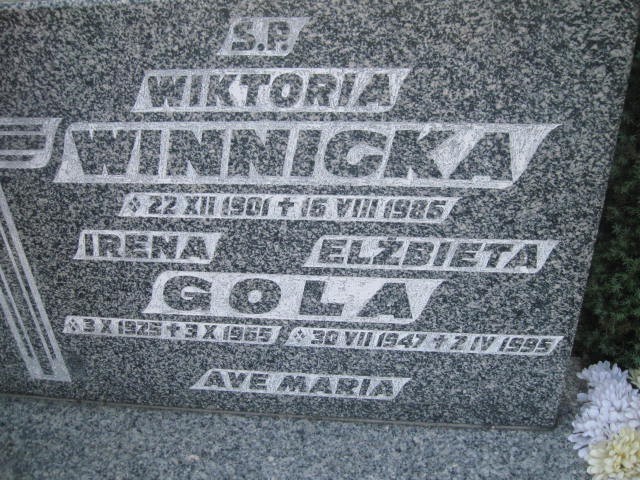 S.P.
WIKTORIA
WINNICKA
22 XII 1901 + 16 VIII 1986
IRENA ELŻBIETA
GOLA
3 X 1925 + 3 X 1965 30 VII 1947 + 7 IV 1995
AVE MARIA